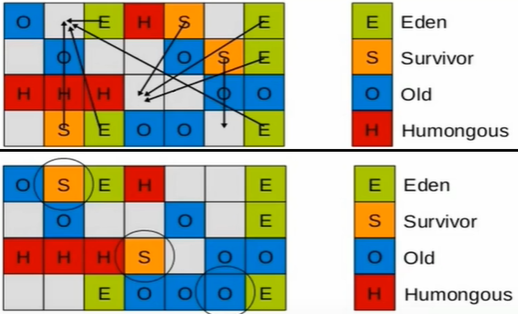 O E H S E E Eden
O O S E S Survivor
H H H O O O Old
S E O O E H Humongous
O S E H E E Eden
O O E S Survivor
H H H S O O O Old
E O O O E H Humongous